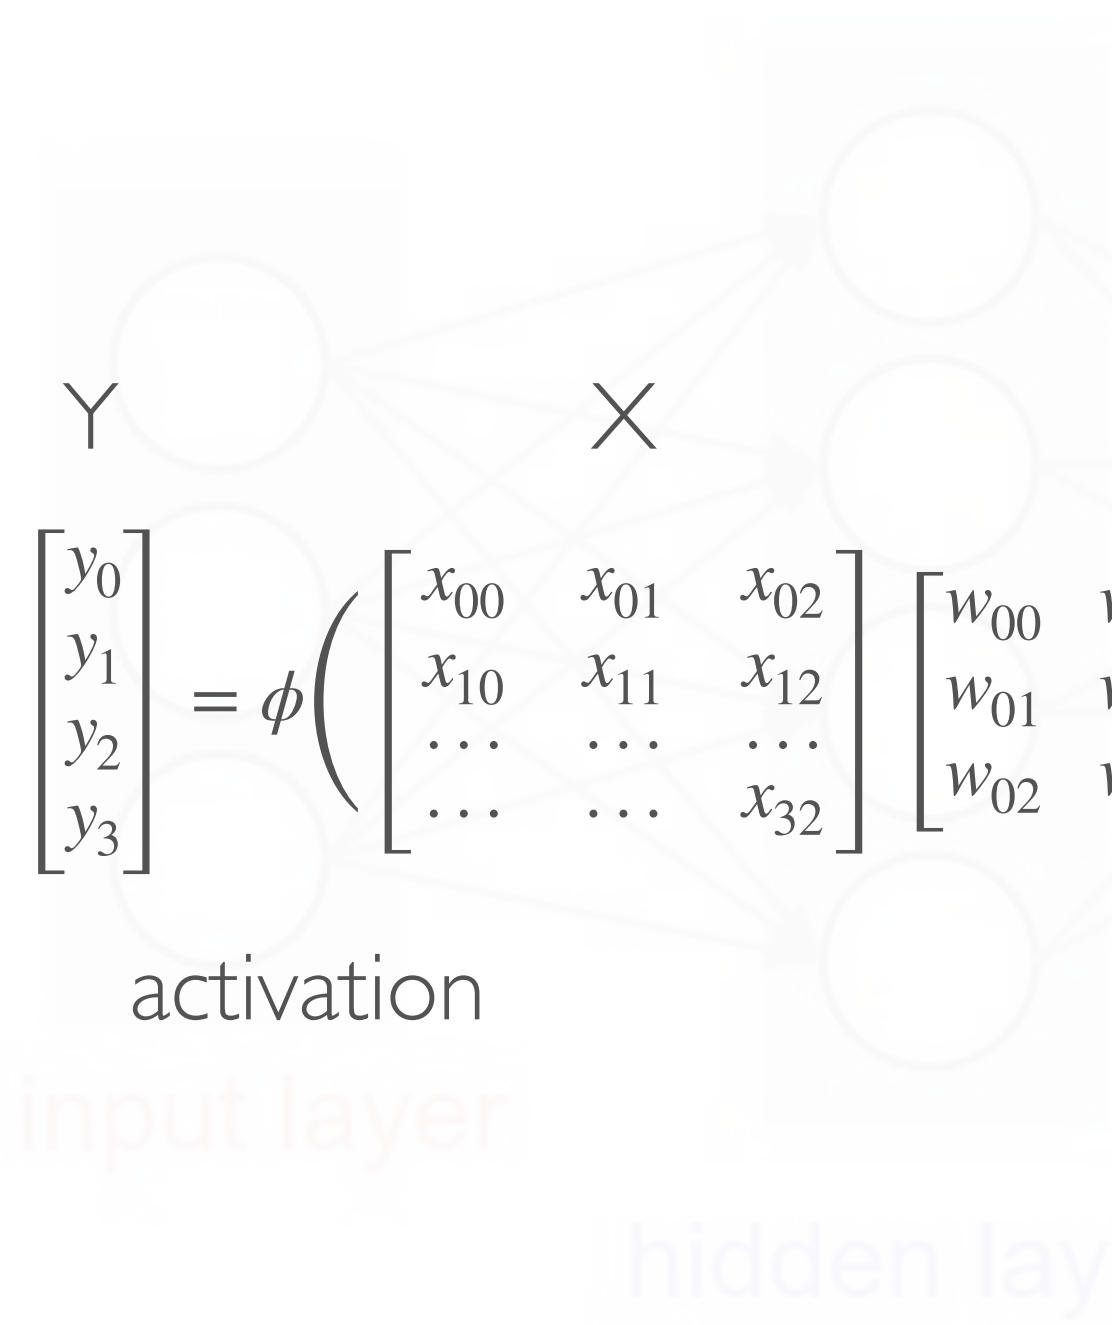 Y X
y0 x00 x01 x02 w00
y1 = ϕ( x10 x11 x12 w01
y2 ... ... ... w02
y3 ... ... x32
activation
input layer
hidden lay